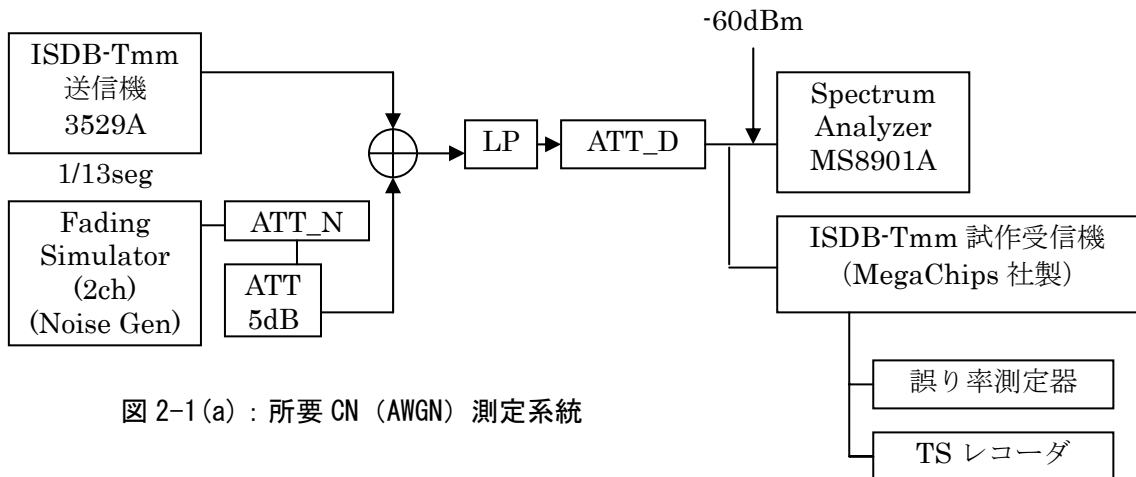 -60dBm
ISDB-Tmm
送信機
3529A
1/13seg
Fading
Simulator
(2ch)
(Noise Gen)
ATT_N
ATT
5dB
LP
ATT_D
Spectrum
Analyzer
MS8901A
ISDB-Tmm 試作受信機
（MegaChips 社製）
誤り率測定器
TS レコーダ
図 2-1(a)：所要 CN（AWGN）測定系統